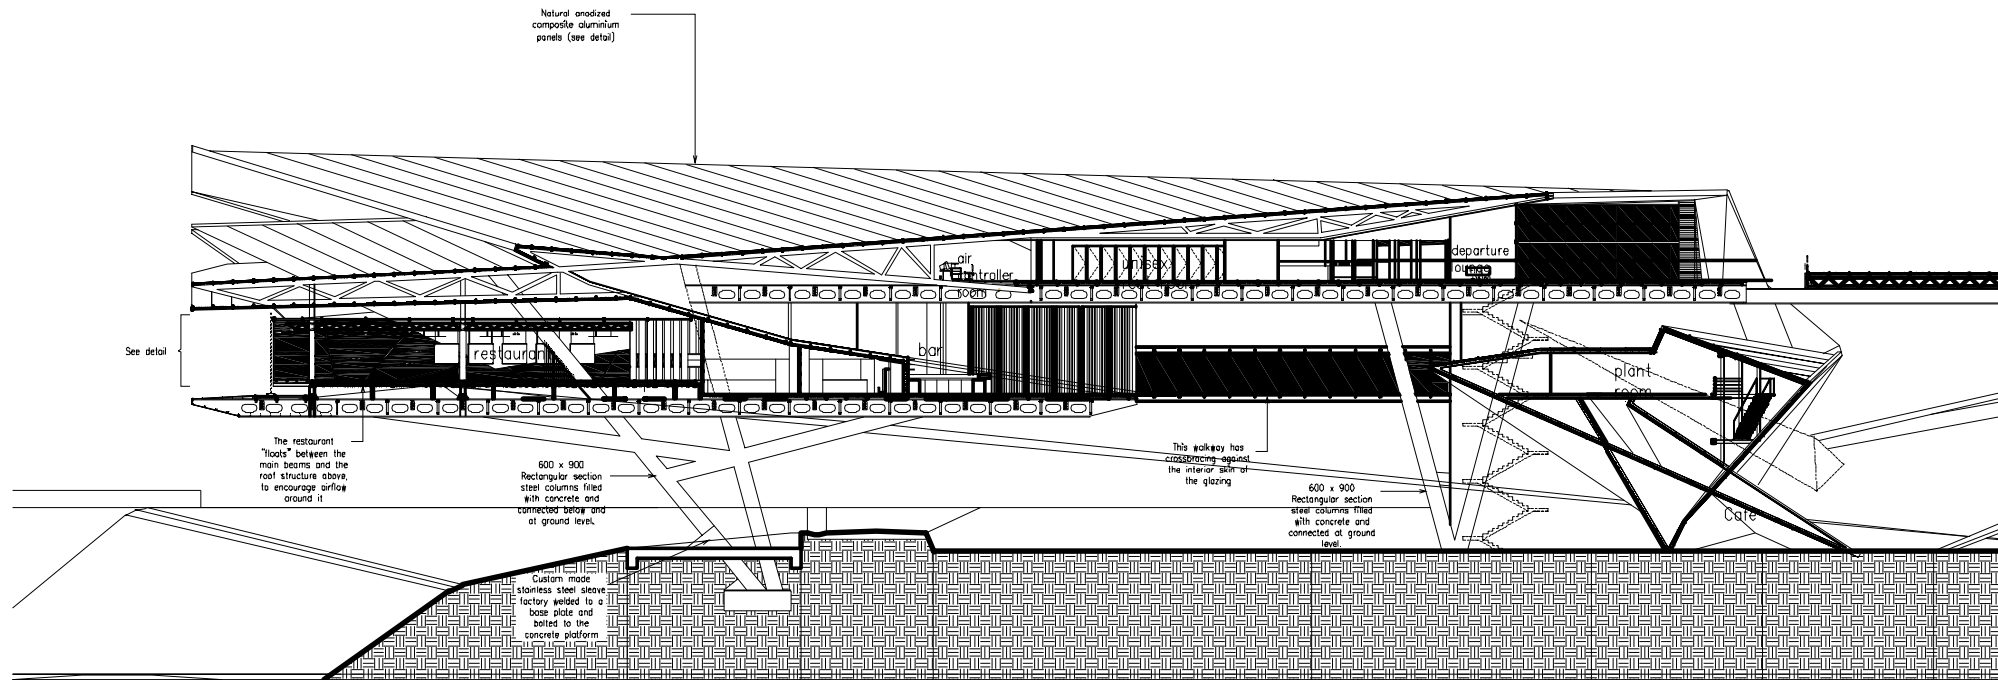 Natural anodized
composite aluminium
panels (see detail)
air
controller
room
unisex
departure
lounge
See detail
restaurant
bar
plant
room
The restaurant
"floats" between the
main beams and the
roof structure above,
to encourage airflow
around it
600 x 900
Rectangular section
steel columns filled
with concrete and
connected below and
at ground level.
This walkway has
crossbracing against
the interior skin of
the glazing
600 x 900
Rectangular section
steel columns filled
with concrete and
connected at ground
level.
Cafe
Custom made
stainless steel sleave
factory welded to a
base plate and
bolted to the
concrete platform